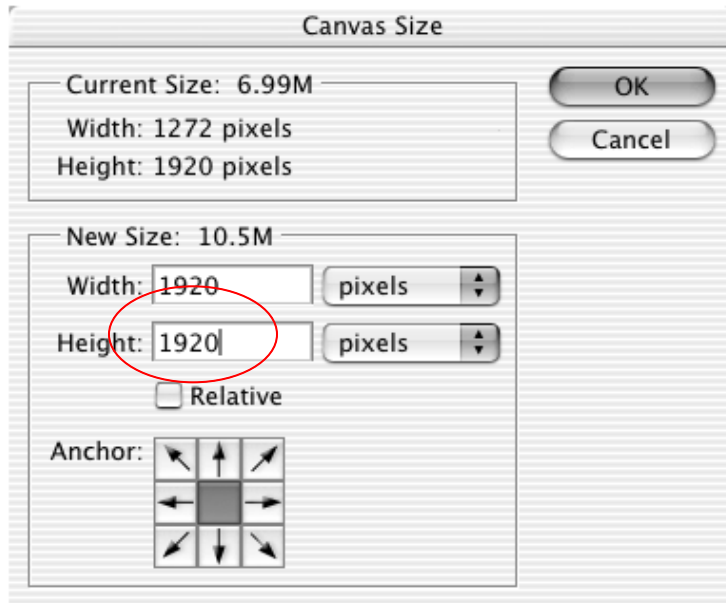 Canvas Size
Current Size: 6.99M
Width: 1272 pixels
Height: 1920 pixels
OK
Cancel
New Size: 10.5M
Width: 1920 pixels
Height: 1920 pixels
Relative
Anchor: